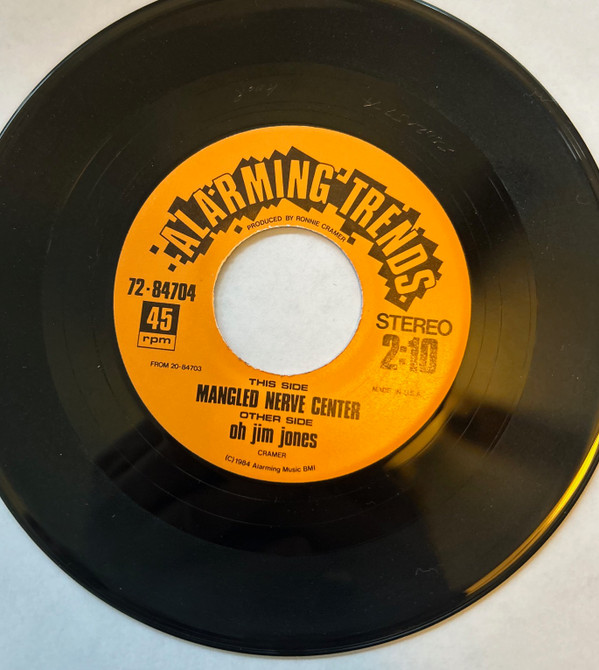 ALARMING TRENDS
PRODUCED BY RONNIE CRAMER
72-84704
45
rpm
FROM 20-84703
STEREO
2:10
MADE IN U.S.A.
THIS SIDE
MANGLED NERVE CENTER
OTHER SIDE
oh jim jones
CRAMER
(C) 1984 Alarming Music BMI